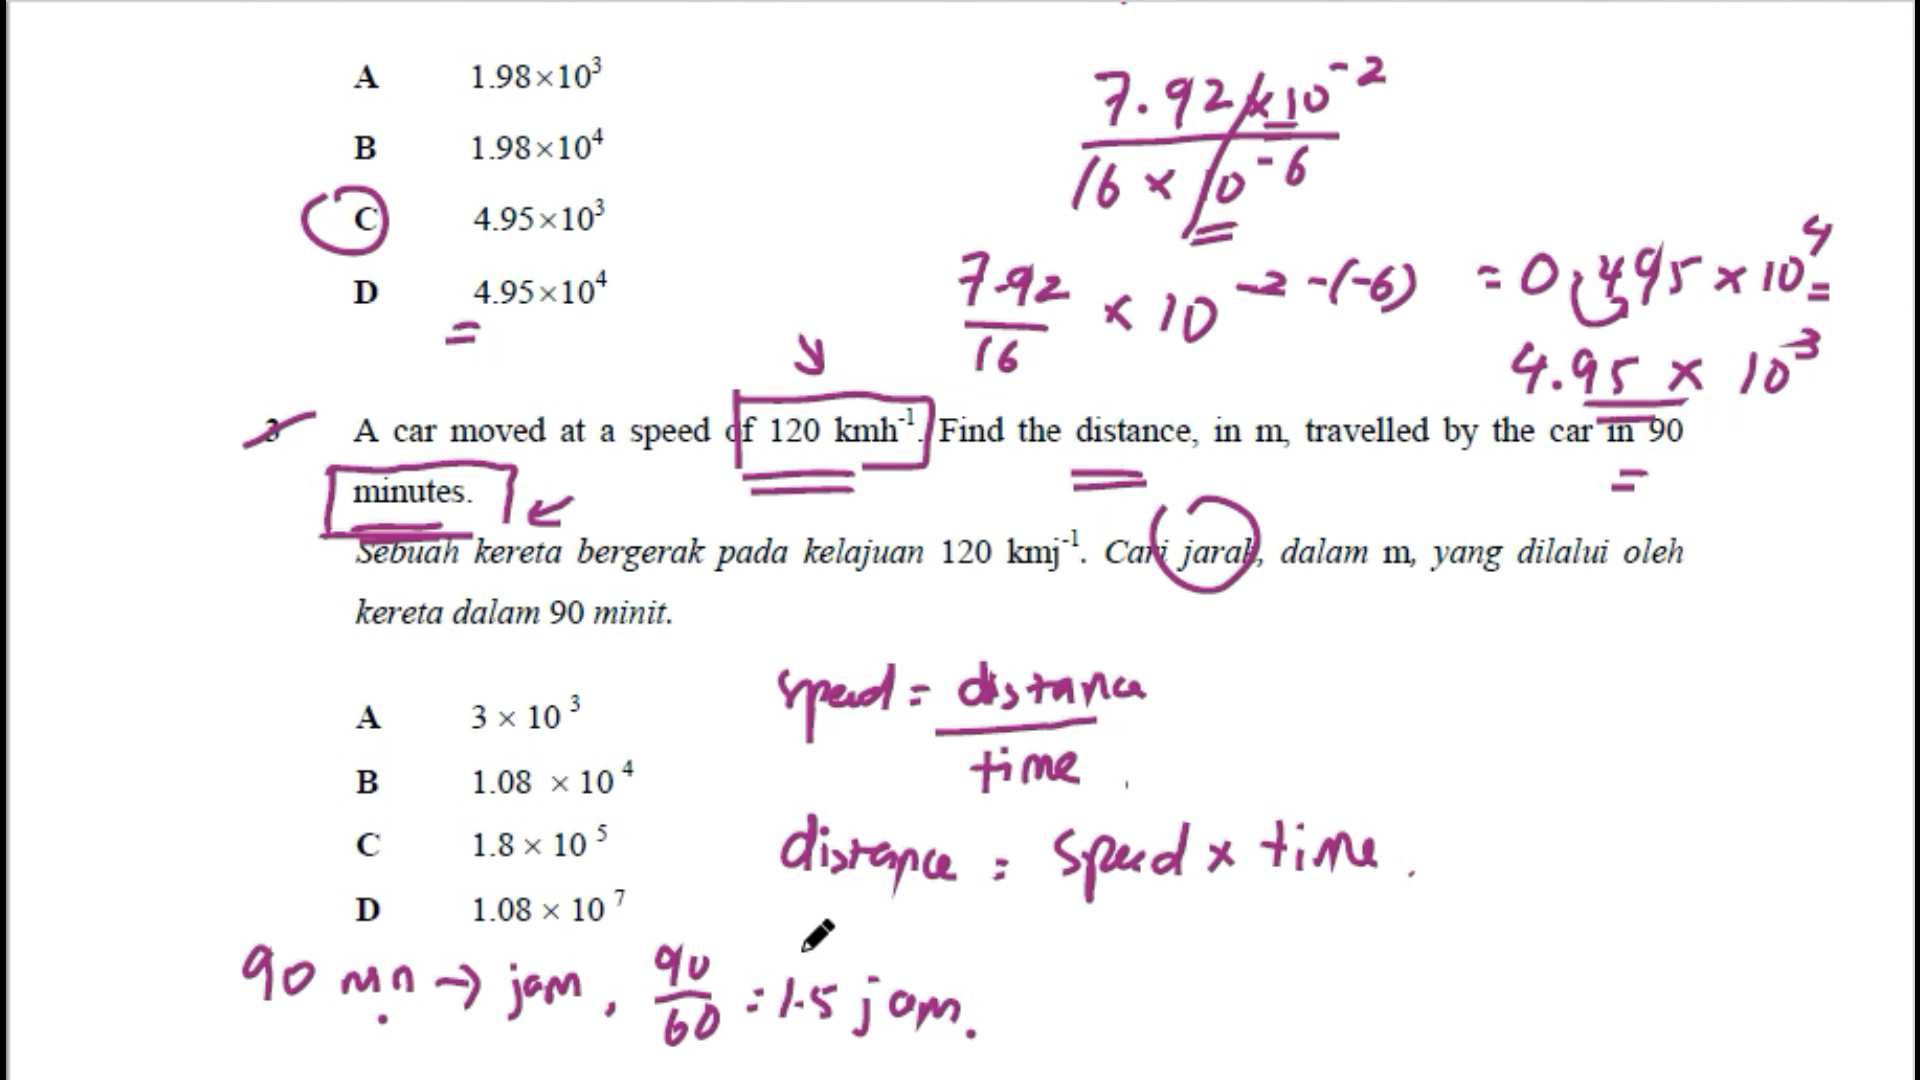 A 1.98×10³
B 1.98×10⁴
C 4.95×10³
D 4.95×10⁴
7.92 × 10⁻²
16 × 10⁻⁶
7.92
16
× 10⁻²⁻⁽⁻⁶⁾ = 0.495 × 10⁴
4.95 × 10³
3 A car moved at a speed of 120 kmh⁻¹. Find the distance, in m, travelled by the car in 90
minutes.
Sebuah kereta bergerak pada kelajuan 120 kmj⁻¹. Cari jarak, dalam m, yang dilalui oleh
kereta dalam 90 minit.
A 3 × 10³
B 1.08 × 10⁴
C 1.8 × 10⁵
D 1.08 × 10⁷
speed = distance
time
distance = speed × time.
90 min → jam, 90
60
= 1.5 jam.